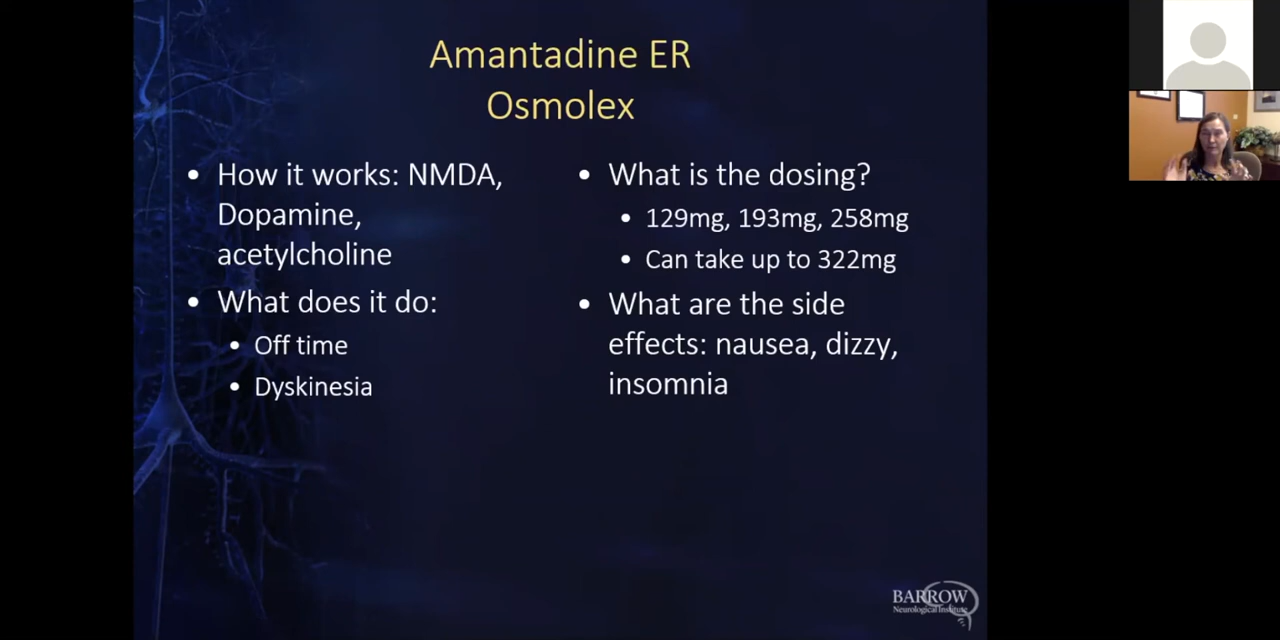 Amantadine ER
Osmolex
• How it works: NMDA,
Dopamine,
acetylcholine
• What does it do:
• Off time
• Dyskinesia
• What is the dosing?
• 129mg, 193mg, 258mg
• Can take up to 322mg
• What are the side
effects: nausea, dizzy,
insomnia
BARROW
Neurological Institute